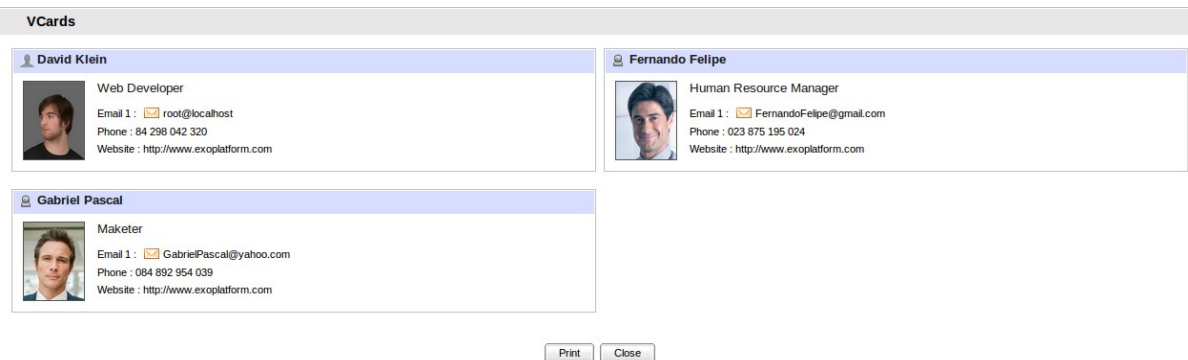 VCards
David Klein
Web Developer
Email 1 : root@localhost
Phone : 84 298 042 320
Website : http://www.exoplatform.com
Fernando Felipe
Human Resource Manager
Email 1 : FernandoFelipe@gmail.com
Phone : 023 875 195 024
Website : http://www.exoplatform.com
Gabriel Pascal
Maketer
Email 1 : GabrielPascal@yahoo.com
Phone : 084 892 954 039
Website : http://www.exoplatform.com
Print Close